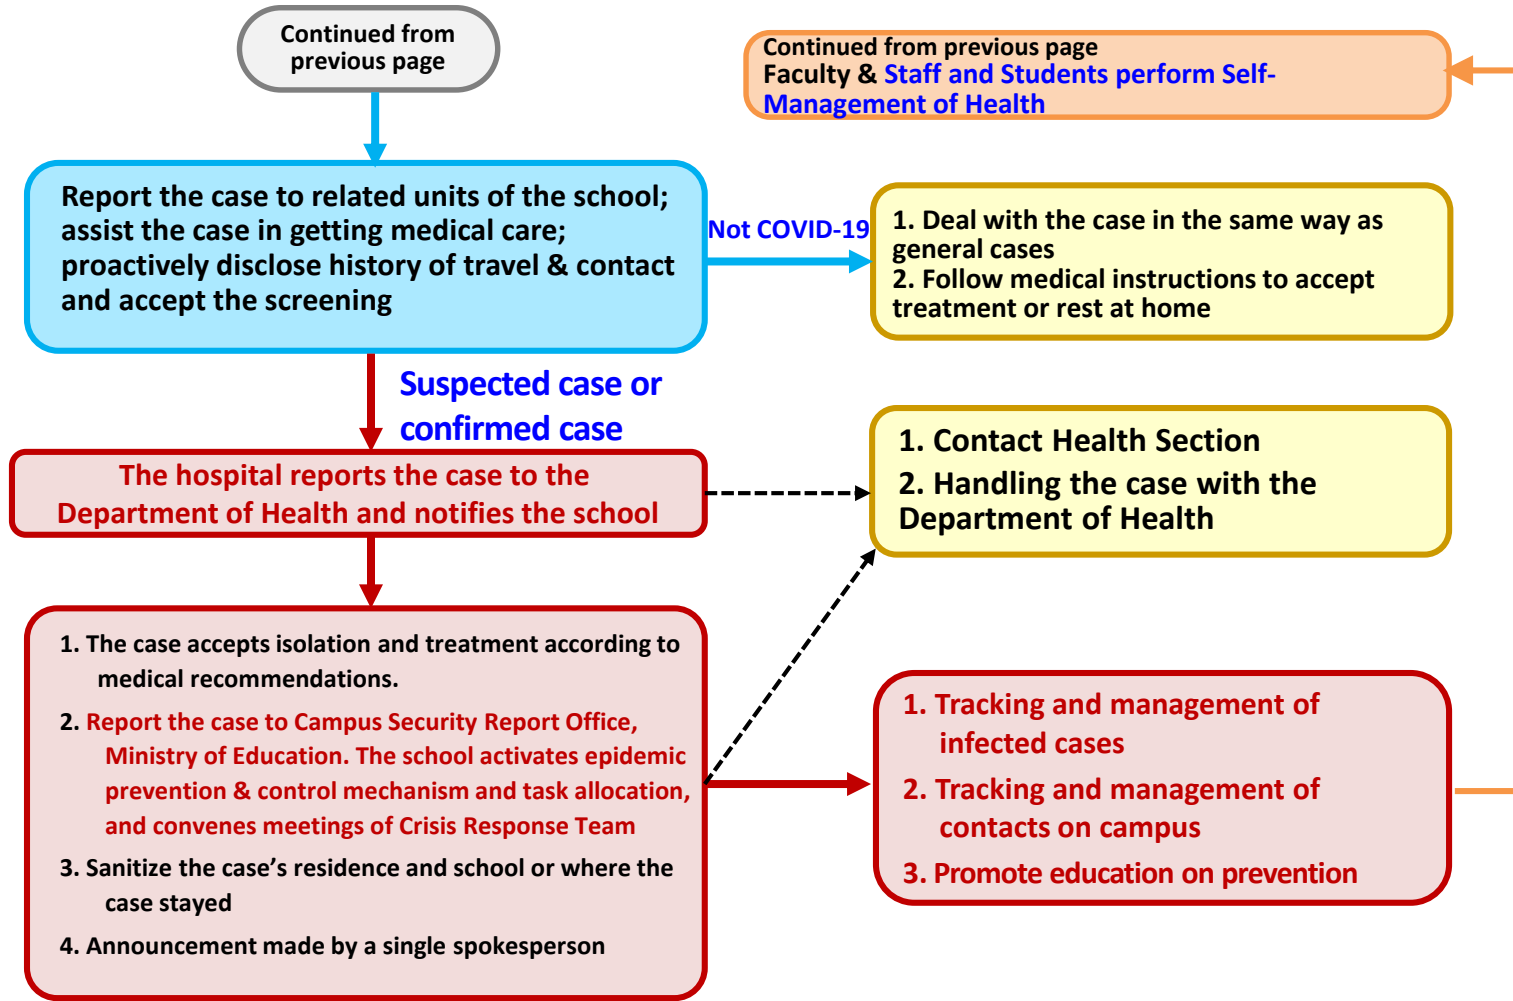 Continued from
previous page
Continued from previous page
Faculty & Staff and Students perform Self-
Management of Health
Report the case to related units of the school;
assist the case in getting medical care;
proactively disclose history of travel & contact
and accept the screening
Not COVID-19
1. Deal with the case in the same way as
general cases
2. Follow medical instructions to accept
treatment or rest at home
Suspected case or
confirmed case
The hospital reports the case to the
Department of Health and notifies the school
1. Contact Health Section
2. Handling the case with the
Department of Health
1. The case accepts isolation and treatment according to
medical recommendations.
2. Report the case to Campus Security Report Office,
Ministry of Education. The school activates epidemic
prevention & control mechanism and task allocation,
and convenes meetings of Crisis Response Team
3. Sanitize the case’s residence and school or where the
case stayed
4. Announcement made by a single spokesperson
1. Tracking and management of
infected cases
2. Tracking and management of
contacts on campus
3. Promote education on prevention